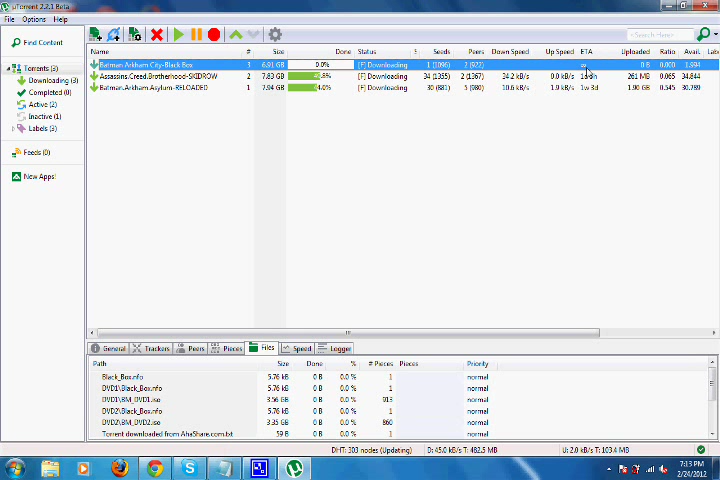 µTorrent 2.2.1 Beta
File Options Help
Find Content <Search Here>
Torrents (3)
Downloading (3)
Completed (0)
Active (2)
Inactive (1)
Labels (3)
Feeds (0)
New Apps!
Name # Size Done Status Seeds Peers Down Speed Up Speed ETA Uploaded Ratio Avail. Labe
Batman.Arkham City-Black Box 3 6.91 GB 0.0% [F] Downloading 1 (1096) 2 (922) ∞ 0 B 0.000 1.994
Assassins.Creed.Brotherhood-SKIDROW 2 7.83 GB [F] Downloading 34 (1355) 2 (1367) 34.2 kB/s 0.0 kB/s 261 MB 0.065 34.844
Batman.Arkham.Asylum-RELOADED 1 7.94 GB [F] Downloading 30 (881) 5 (980) 10.6 kB/s 1.9 kB/s 1w 3d 1.90 GB 0.545 30.789
General Trackers Peers Pieces Files Speed Logger
Path Size Done % # Pieces Pieces Priority
Black_Box.nfo 5.76 kB 0 B 0.0 % 1 normal
DVD1\Black_Box.nfo 5.76 kB 0 B 0.0 % 1 normal
DVD1\BM_DVD1.iso 3.56 GB 0 B 0.0 % 913 normal
DVD2\Black_Box.nfo 5.76 kB 0 B 0.0 % 1 normal
DVD2\BM_DVD2.iso 3.35 GB 0 B 0.0 % 860 normal
Torrent downloaded from AhaShare.com.txt 59 B 0 B 0.0 % 1 normal
DHT: 303 nodes (Updating) D: 45.0 kB/s T: 482.5 MB U: 2.0 kB/s T: 103.4 MB
7:13 PM
2/24/2012